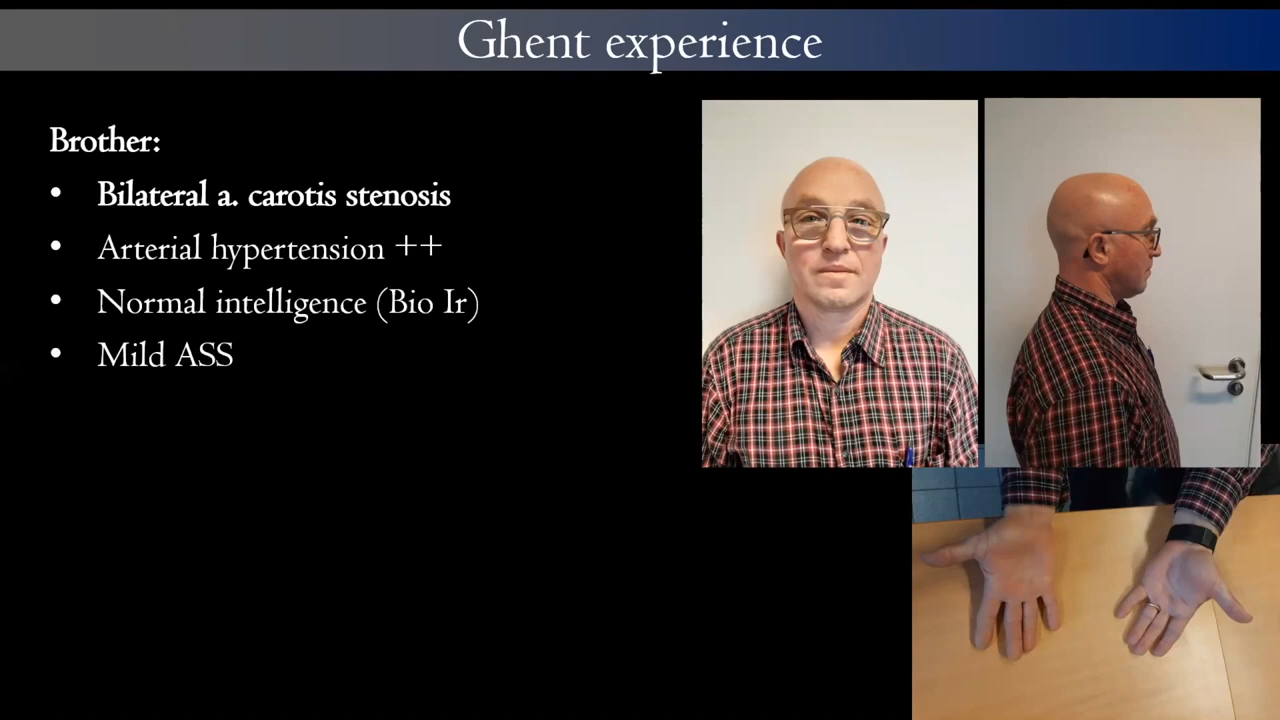 Ghent experience
Brother:
• Bilateral a. carotis stenosis
• Arterial hypertension ++
• Normal intelligence (Bio Ir)
• Mild ASS